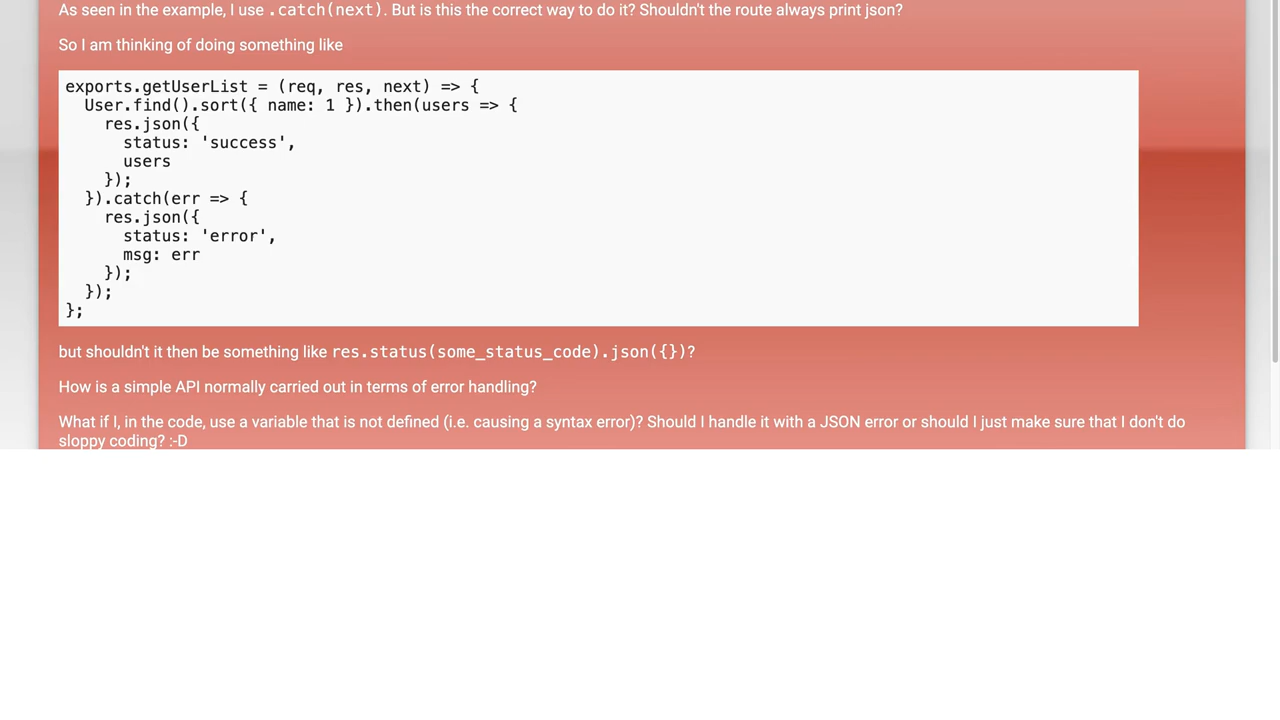 As seen in the example, I use .catch(next). But is this the correct way to do it? Shouldn't the route always print json?
So I am thinking of doing something like
exports.getUserList = (req, res, next) => {
  User.find().sort({ name: 1 }).then(users => {
    res.json({
      status: 'success',
      users
    });
  }).catch(err => {
    res.json({
      status: 'error',
      msg: err
    });
  });
};
but shouldn't it then be something like res.status(some_status_code).json({})?
How is a simple API normally carried out in terms of error handling?
What if I, in the code, use a variable that is not defined (i.e. causing a syntax error)? Should I handle it with a JSON error or should I just make sure that I don't do
sloppy coding? :-D